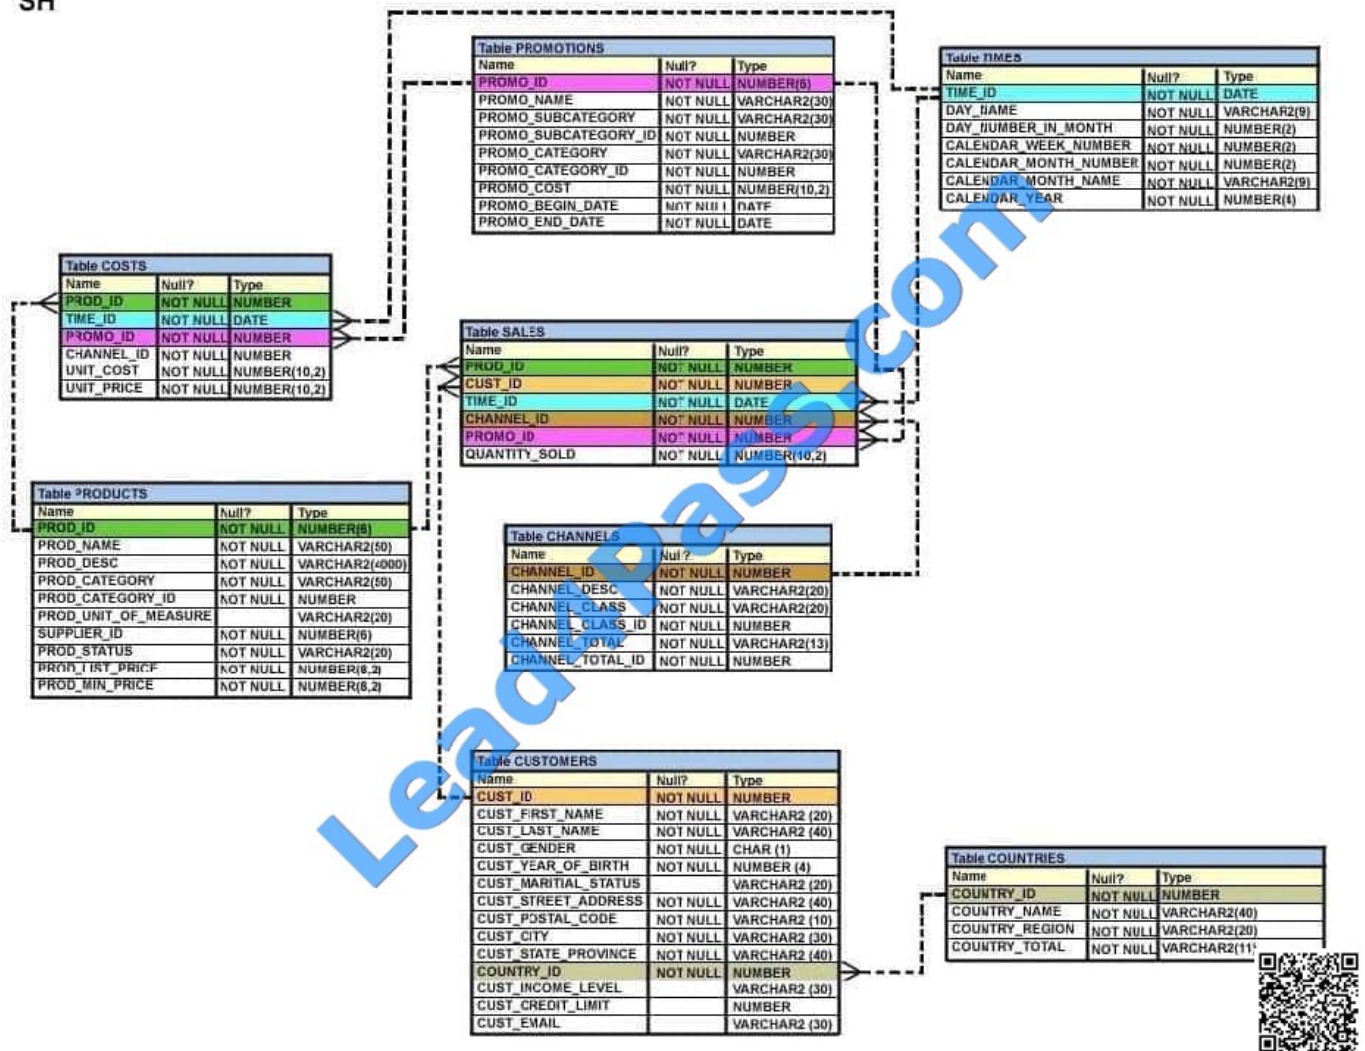 SH
Table PROMOTIONS
Name Null? Type
PROMO_ID NOT NULL NUMBER(6)
PROMO_NAME NOT NULL VARCHAR2(30)
PROMO_SUBCATEGORY NOT NULL VARCHAR2(30)
PROMO_SUBCATEGORY_ID NOT NULL NUMBER
PROMO_CATEGORY NOT NULL VARCHAR2(30)
PROMO_CATEGORY_ID NOT NULL NUMBER
PROMO_COST NOT NULL NUMBER(10,2)
PROMO_BEGIN_DATE NOT NULL DATE
PROMO_END_DATE NOT NULL DATE
Table TIMES
Name Null? Type
TIME_ID NOT NULL DATE
DAY_NAME NOT NULL VARCHAR2(9)
DAY_NUMBER_IN_MONTH NOT NULL NUMBER(2)
CALENDAR_WEEK_NUMBER NOT NULL NUMBER(2)
CALENDAR_MONTH_NUMBER NOT NULL NUMBER(2)
CALENDAR_MONTH_NAME NOT NULL VARCHAR2(9)
CALENDAR_YEAR NOT NULL NUMBER(4)
Table COSTS
Name Null? Type
PROD_ID NOT NULL NUMBER
TIME_ID NOT NULL DATE
PROMO_ID NOT NULL NUMBER
CHANNEL_ID NOT NULL NUMBER
UNIT_COST NOT NULL NUMBER(10,2)
UNIT_PRICE NOT NULL NUMBER(10,2)
Table SALES
Name Null? Type
PROD_ID NOT NULL NUMBER
CUST_ID NOT NULL NUMBER
TIME_ID NOT NULL DATE
CHANNEL_ID NOT NULL NUMBER
PROMO_ID NOT NULL NUMBER
QUANTITY_SOLD NOT NULL NUMBER(10,2)
Table PRODUCTS
Name Null? Type
PROD_ID NOT NULL NUMBER(6)
PROD_NAME NOT NULL VARCHAR2(50)
PROD_DESC NOT NULL VARCHAR2(4000)
PROD_CATEGORY NOT NULL VARCHAR2(50)
PROD_CATEGORY_ID NOT NULL NUMBER
PROD_UNIT_OF_MEASURE VARCHAR2(20)
SUPPLIER_ID NOT NULL NUMBER(6)
PROD_STATUS NOT NULL VARCHAR2(20)
PROD_LIST_PRICE NOT NULL NUMBER(8,2)
PROD_MIN_PRICE NOT NULL NUMBER(8,2)
Table CHANNELS
Name Null? Type
CHANNEL_ID NOT NULL NUMBER
CHANNEL_DESC NOT NULL VARCHAR2(20)
CHANNEL_CLASS NOT NULL VARCHAR2(20)
CHANNEL_CLASS_ID NOT NULL NUMBER
CHANNEL_TOTAL NOT NULL VARCHAR2(13)
CHANNEL_TOTAL_ID NOT NULL NUMBER
Table CUSTOMERS
Name Null? Type
CUST_ID NOT NULL NUMBER
CUST_FIRST_NAME NOT NULL VARCHAR2 (20)
CUST_LAST_NAME NOT NULL VARCHAR2 (40)
CUST_GENDER NOT NULL CHAR (1)
CUST_YEAR_OF_BIRTH NOT NULL NUMBER (4)
CUST_MARITIAL_STATUS VARCHAR2 (20)
CUST_STREET_ADDRESS NOT NULL VARCHAR2 (40)
CUST_POSTAL_CODE NOT NULL VARCHAR2 (10)
CUST_CITY NOT NULL VARCHAR2 (30)
CUST_STATE_PROVINCE NOT NULL VARCHAR2 (40)
COUNTRY_ID NOT NULL NUMBER
CUST_INCOME_LEVEL VARCHAR2 (30)
CUST_CREDIT_LIMIT NUMBER
CUST_EMAIL VARCHAR2 (30)
Table COUNTRIES
Name Null? Type
COUNTRY_ID NOT NULL NUMBER
COUNTRY_NAME NOT NULL VARCHAR2(40)
COUNTRY_REGION NOT NULL VARCHAR2(20)
COUNTRY_TOTAL NOT NULL VARCHAR2(11)
Lead4Pass.com